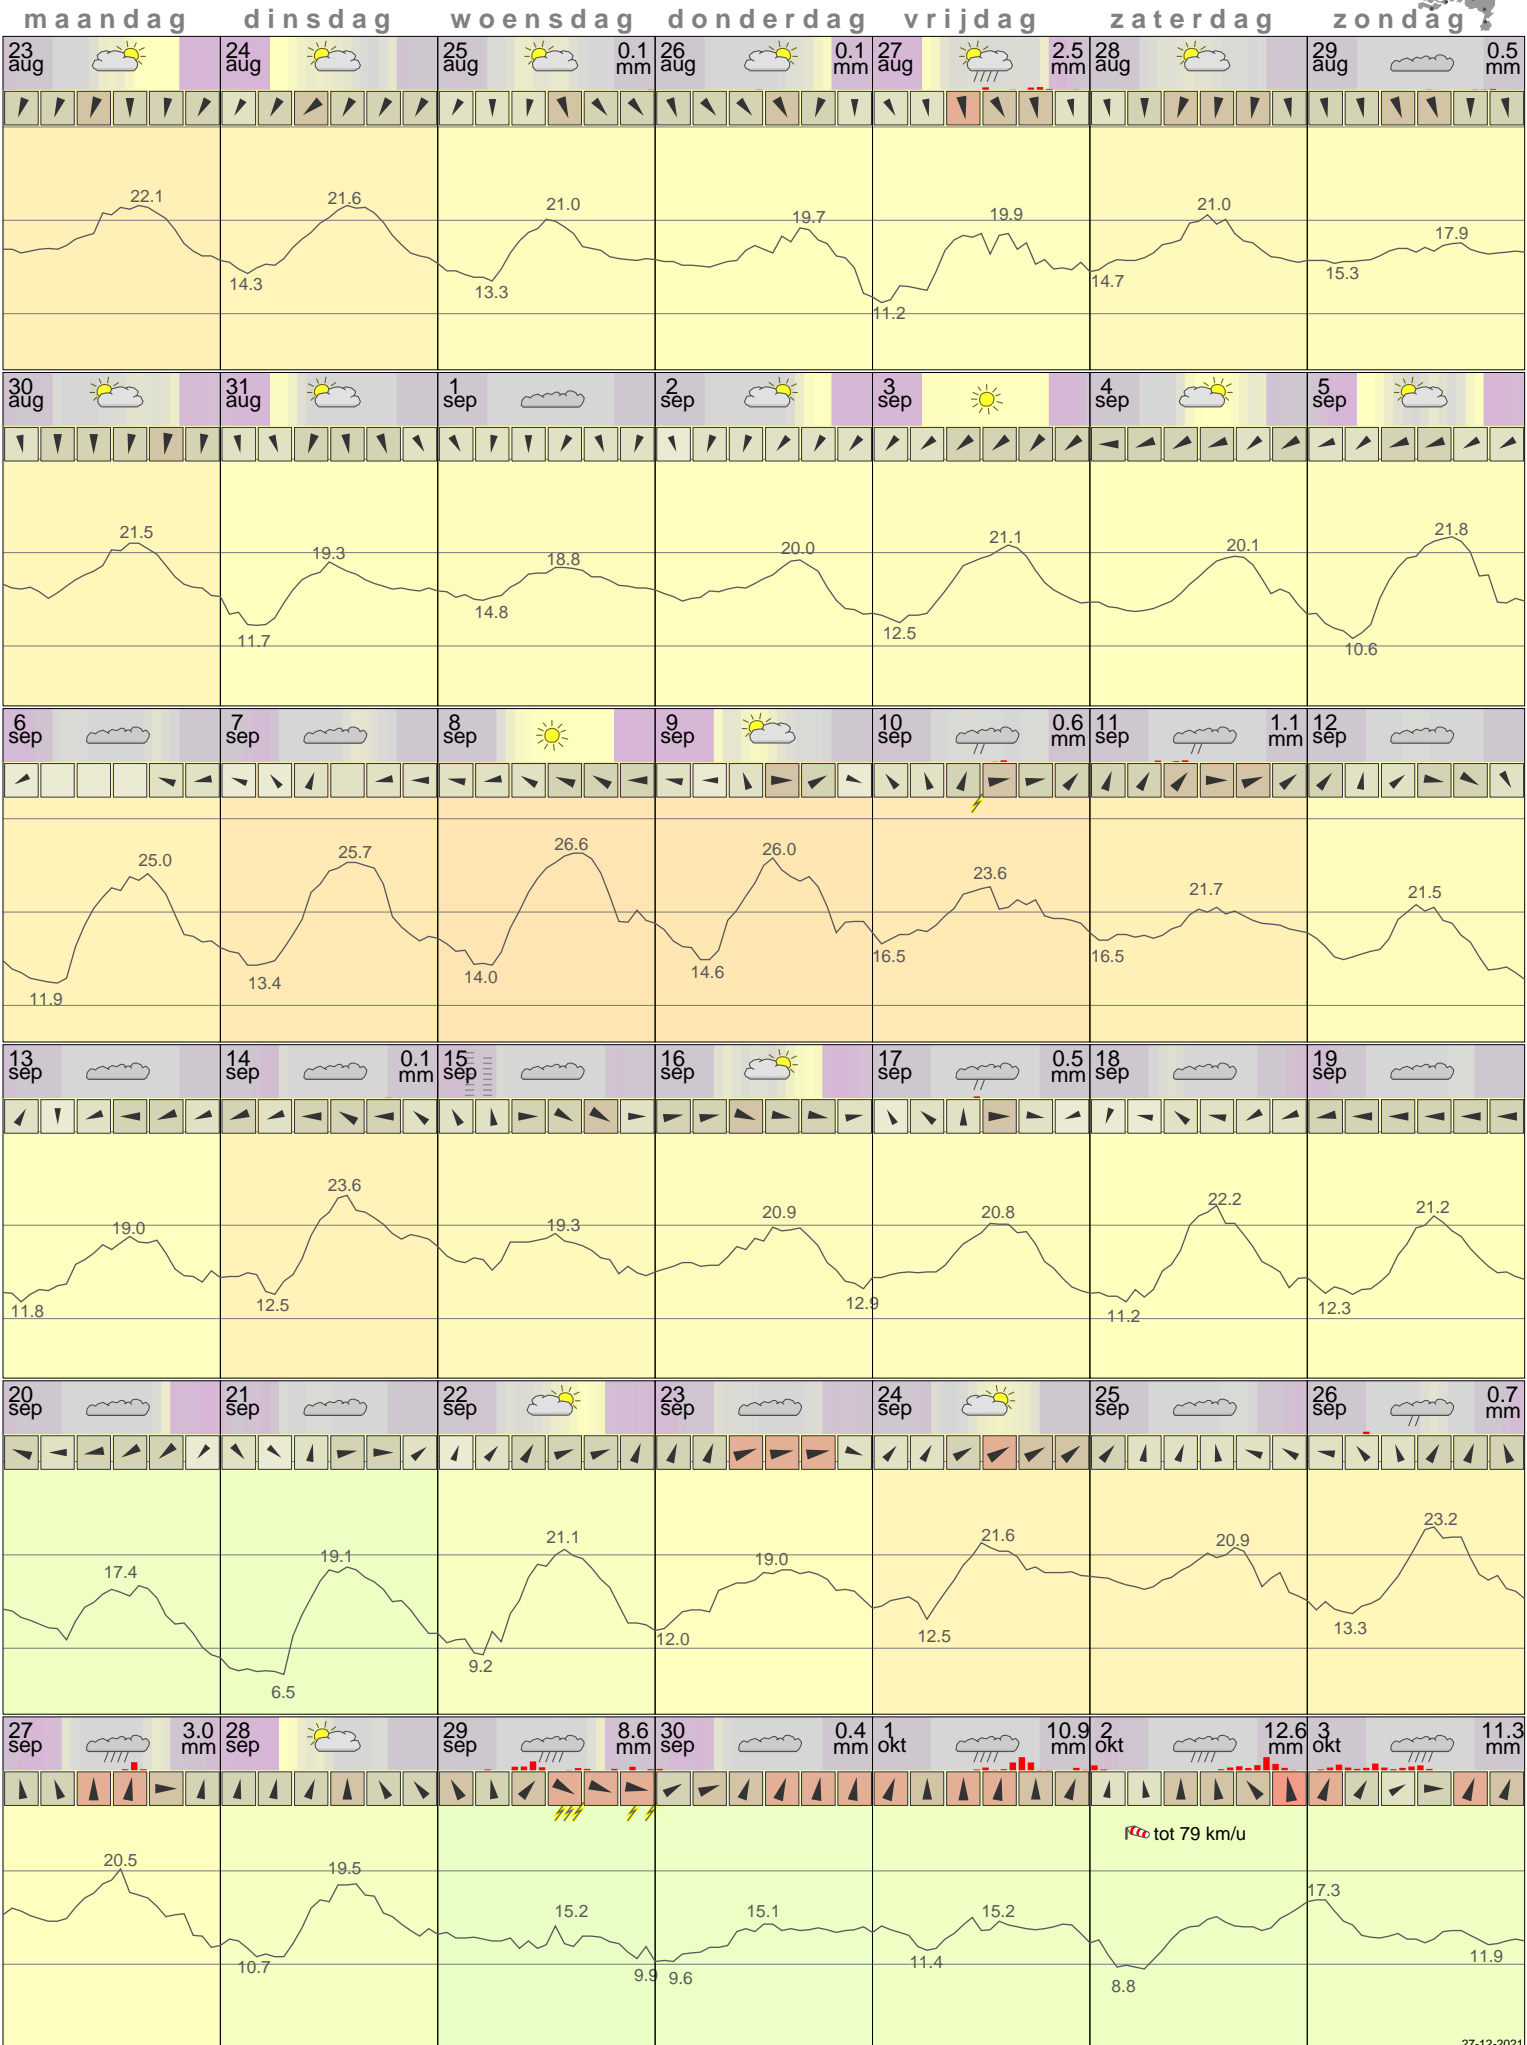 maandag dinsdag woensdag donderdag vrijdag zaterdag zondag
23 24 25 0.1 26 0.1 27 2.5 28 29 0.5
aug aug aug mm aug mm aug mm aug aug mm
22.1 21.6 21.0 19.7 19.9 21.0 17.9
14.3 13.3 11.2 14.7 15.3
30 31 1 2 3 4 5
aug aug sep sep sep sep sep
21.5 19.3 18.8 20.0 21.1 20.1 21.8
11.7 14.8 12.5 10.6
6 7 8 9 10 0.6 11 1.1 12
sep sep sep sep sep mm sep mm sep
25.0 25.7 26.6 26.0 23.6 21.7 21.5
11.9 13.4 14.0 14.6 16.5 16.5
13 14 0.1 15 16 17 0.5 18 19
sep sep mm sep sep sep mm sep sep
19.0 23.6 19.3 20.9 20.8 22.2 21.2
11.8 12.5 12.9 11.2 12.3
20 21 22 23 24 25 26 0.7
sep sep sep sep sep sep sep mm
17.4 19.1 21.1 19.0 21.6 20.9 23.2
6.5 9.2 12.0 12.5 13.3
27 3.0 28 29 8.6 30 0.4 1 10.9 2 12.6 3 11.3
sep mm sep sep mm sep mm okt mm okt mm okt mm
tot 79 km/u
20.5 19.5 15.2 15.1 15.2 17.3
10.7 9.9 9.6 11.4 8.8 11.9
27-12-2021